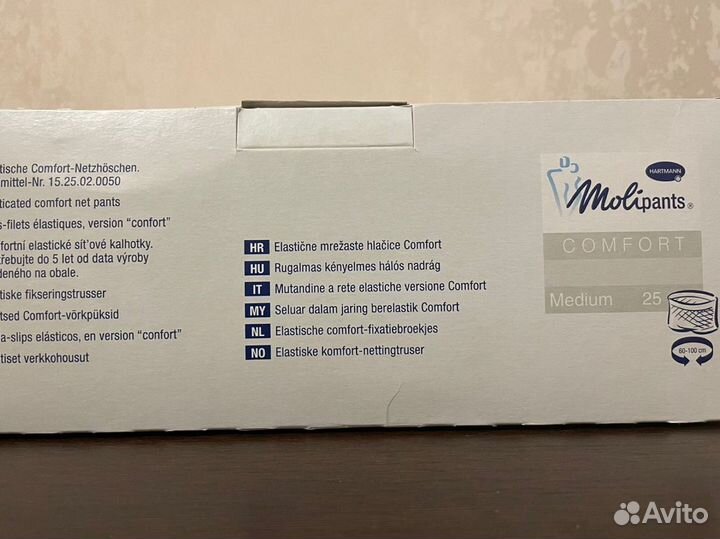 tische Comfort-Netzhöschen.
mittel-Nr. 15.25.02.0050
ticated comfort net pants
s-filets élastiques, version “confort”
fortní elastické sít'ové kalhotky.
třebujte do 5 let od data výroby
deného na obale.
tiske fikseringstrusser
tsed Comfort-võrkpüksid
a-slips elásticos, en version “confort”
tiset verkkohousut
HR Elastične mrežaste hlačice Comfort
HU Rugalmas kényelmes hálós nadrág
IT Mutandine a rete elastiche versione Comfort
MY Seluar dalam jaring berelastik Comfort
NL Elastische comfort-fixatiebroekjes
NO Elastiske komfort-nettingtruser
HARTMANN
Molipants®
COMFORT
Medium 25
60-100 cm
Avito